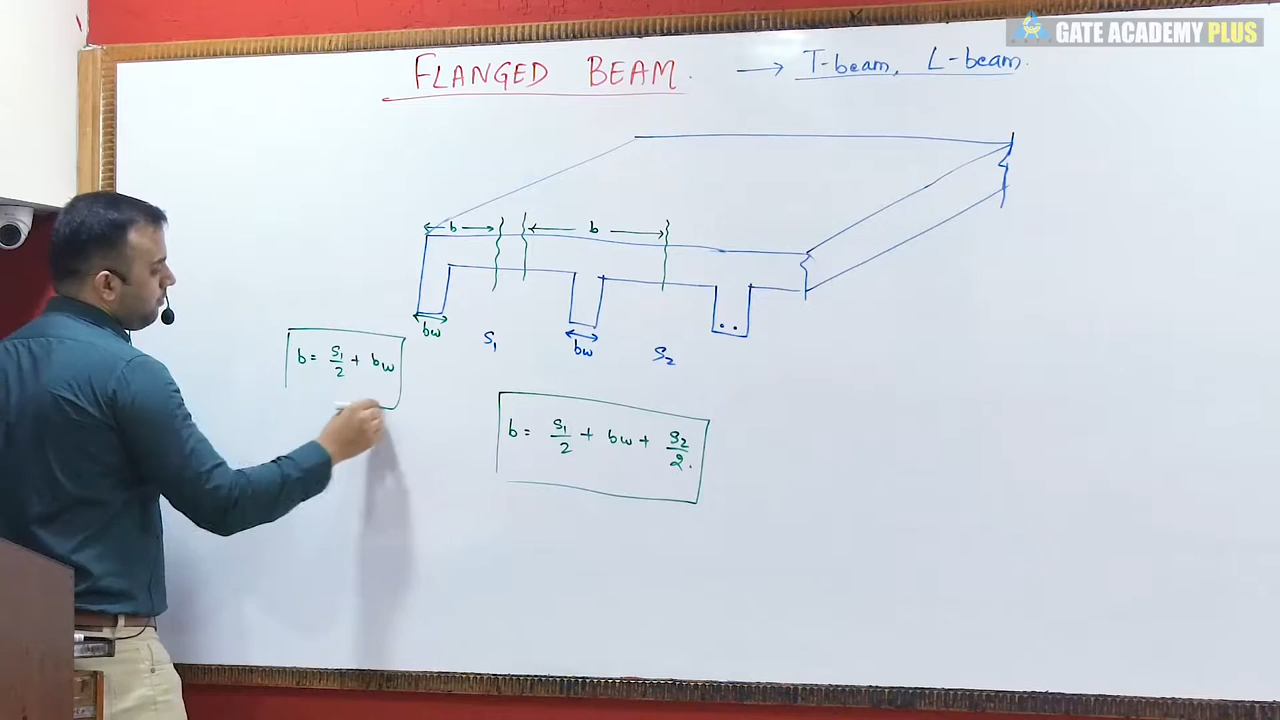 GATE ACADEMY PLUS
FLANGED BEAM. → T-beam, L-beam.
b
b
bw
S₁
bw
S₂
b = S₁/2 + bw
b = S₁/2 + bw + S₂/2.